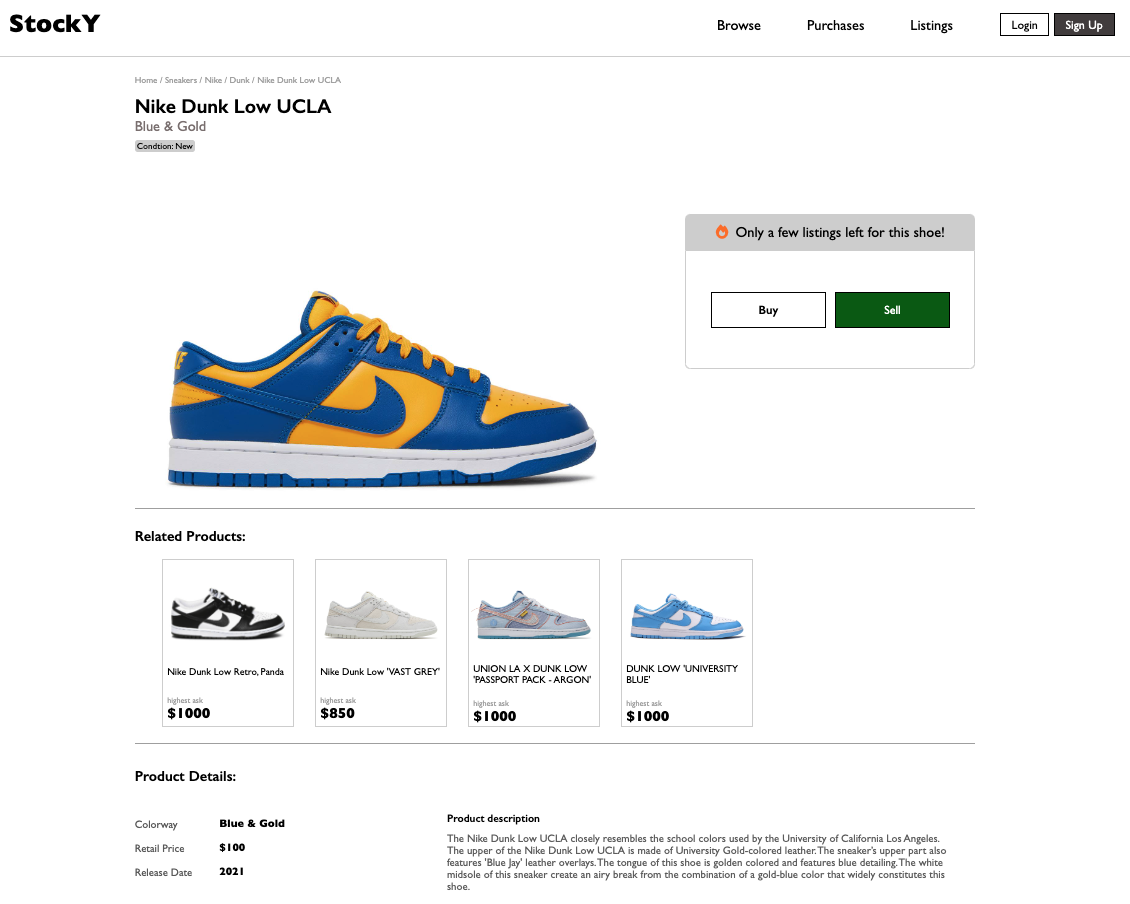 StockY
Browse
Purchases
Listings
Login
Sign Up
Home / Sneakers / Nike / Dunk / Nike Dunk Low UCLA
Nike Dunk Low UCLA
Blue & Gold
Condtion: New
Only a few listings left for this shoe!
Buy
Sell
Related Products:
Nike Dunk Low Retro, Panda
highest ask
$1000
Nike Dunk Low 'VAST GREY'
highest ask
$850
UNION LA X DUNK LOW
'PASSPORT PACK - ARGON'
highest ask
$1000
DUNK LOW 'UNIVERSITY
BLUE'
highest ask
$1000
Product Details:
Colorway
Blue & Gold
Retail Price
$100
Release Date
2021
Product description
The Nike Dunk Low UCLA closely resembles the school colors used by the University of California Los Angeles.
The upper of the Nike Dunk Low UCLA is made of University Gold-colored leather. The sneaker's upper part also
features 'Blue Jay' leather overlays. The tongue of this shoe is golden colored and features blue detailing. The white
midsole of this sneaker create an airy break from the combination of a gold-blue color that widely constitutes this
shoe.